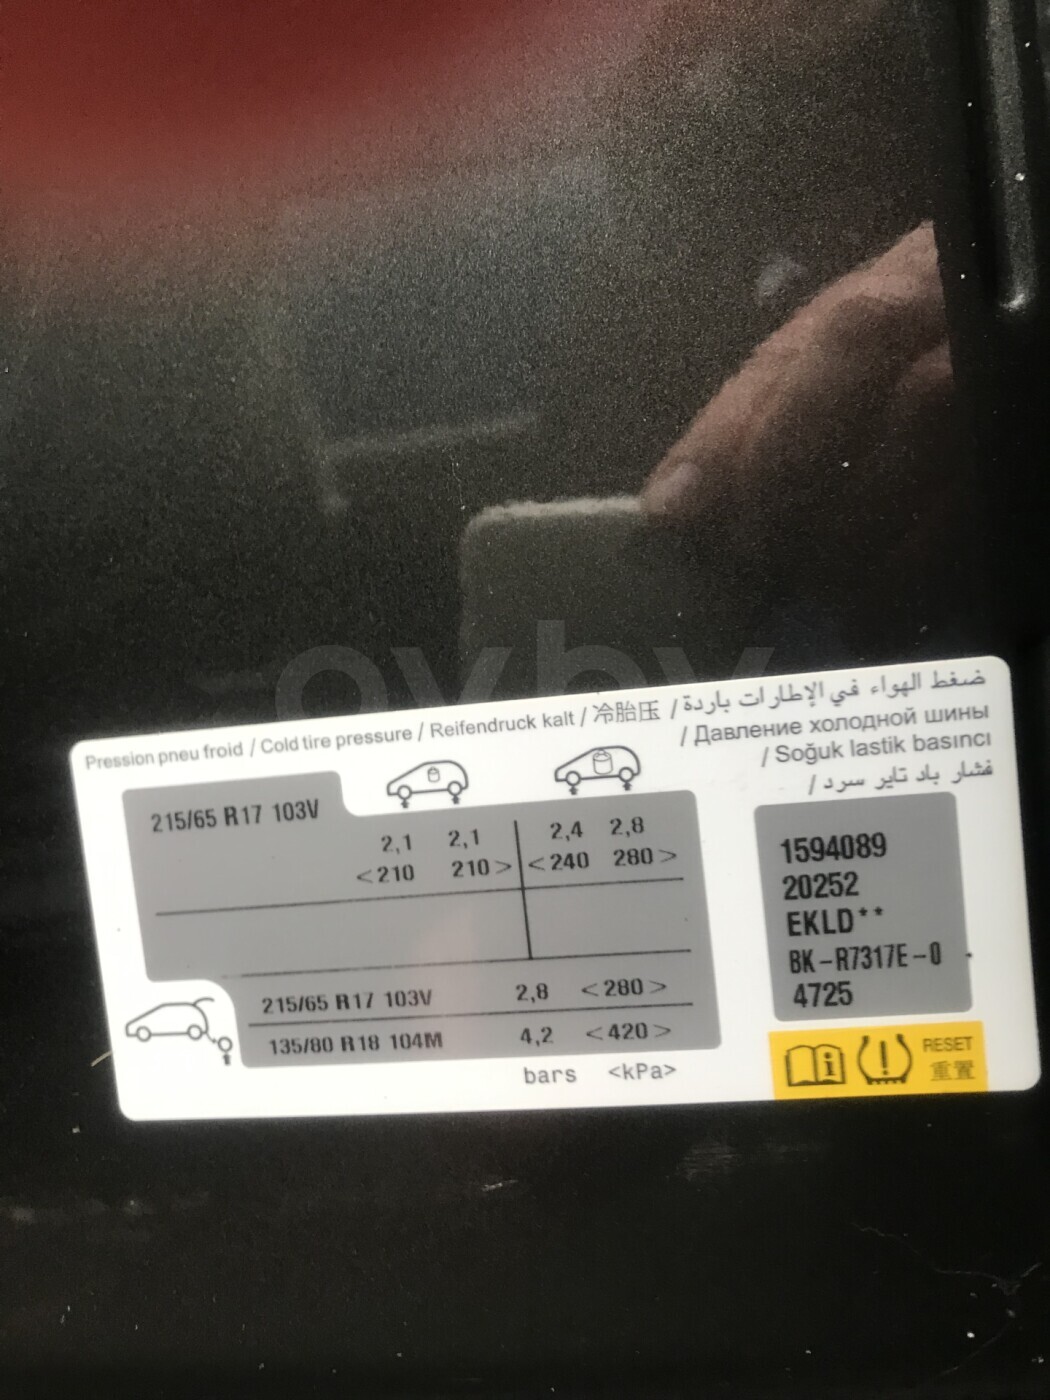 av.by
Pression pneu froid / Cold tire pressure / Reifendruck kalt / 冷胎压 / ضغط الهواء في الإطارات باردة
/ Давление холодной шины
/ Soğuk lastik basıncı
/ فشار باد تایر سرد
215/65 R17 103V
2,1 2,1 2,4 2,8
<210 210> <240 280>
215/65 R17 103V 2,8 <280>
135/80 R18 104M 4,2 <420>
bars <kPa>
1594089
20252
EKLD**
BK-R7317E-0
4725
i ! RESET
重置